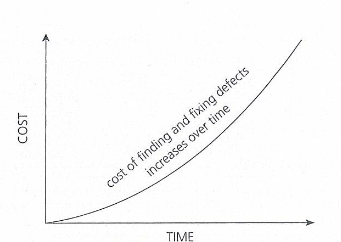 COST
cost of finding and fixing defects
increases over time
TIME